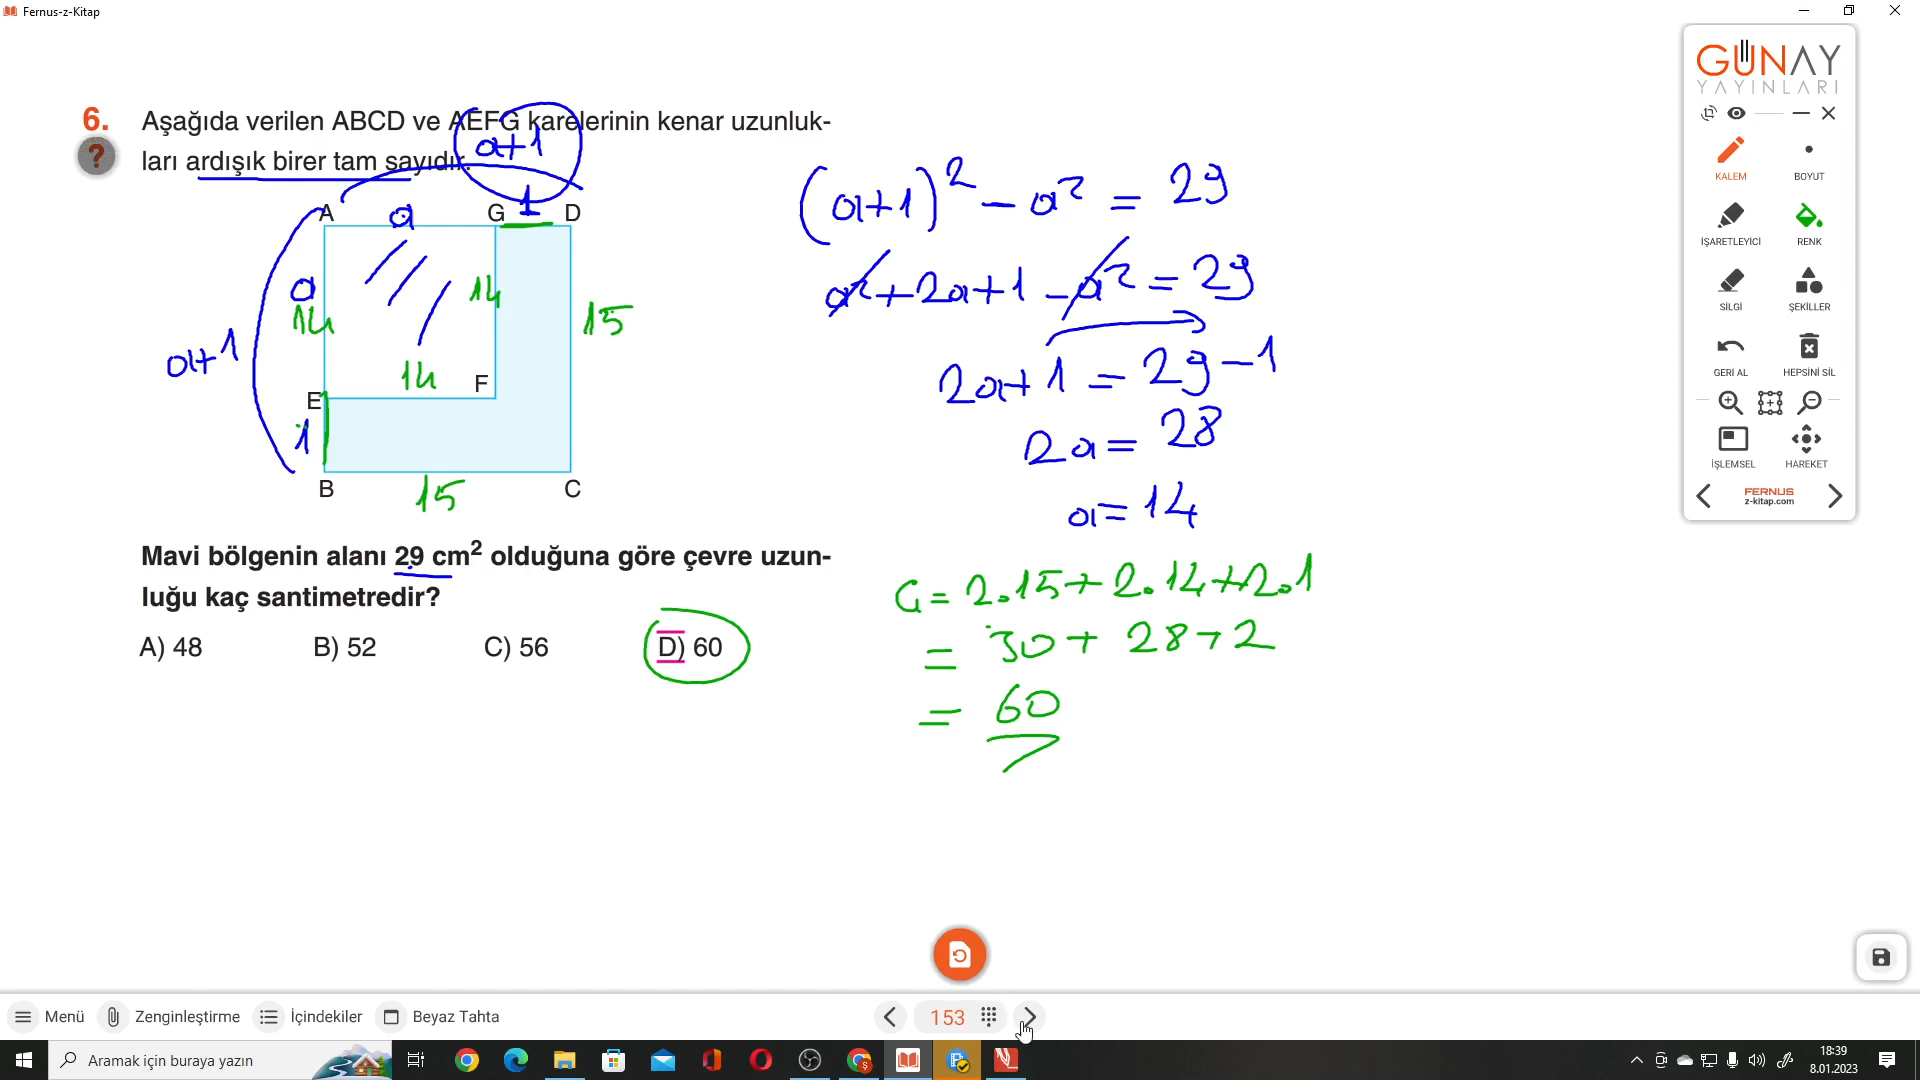 Fernus-z-Kitap
6. Aşağıda verilen ABCD ve AEFG karelerinin kenar uzunluk-
? ları ardışık birer tam sayıdır.
a+1
A a G 1 D
a
14
14
15
a+1
14 F
E
1
B 15 C
(a+1)² - a² = 29
a² + 2a + 1 - a² = 29
2a + 1 = 29 - 1
2a = 28
a = 14
Mavi bölgenin alanı 29 cm² olduğuna göre çevre uzun-
luğu kaç santimetredir?
A) 48 B) 52 C) 56 D) 60
Ç = 2.15 + 2.14 + 2.1
= 30 + 28 + 2
= 60
GÜNAY
YAYINLARI
KALEM BOYUT
İŞARETLEYİCİ RENK
SİLGİ ŞEKİLLER
GERİ AL HEPSİNİ SİL
İŞLEMSEL HAREKET
FERNUS
z-kitap.com
Menü Zenginleştirme İçindekiler Beyaz Tahta 153
Aramak için buraya yazın
18:39
8.01.2023